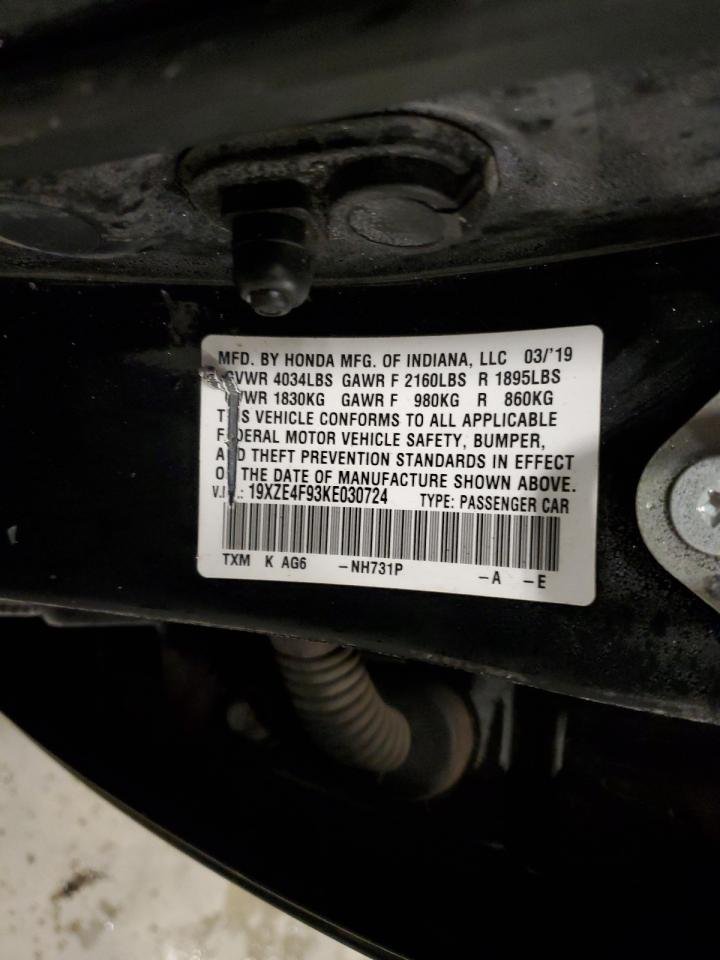 MFD. BY HONDA MFG. OF INDIANA, LLC 03/'19
GVWR 4034LBS GAWR F 2160LBS R 1895LBS
GVWR 1830KG GAWR F 980KG R 860KG
THIS VEHICLE CONFORMS TO ALL APPLICABLE
FEDERAL MOTOR VEHICLE SAFETY, BUMPER,
AND THEFT PREVENTION STANDARDS IN EFFECT
ON THE DATE OF MANUFACTURE SHOWN ABOVE.
V.I.N.: 19XZE4F93KE030724 TYPE: PASSENGER CAR
TXM K AG6 -NH731P -A -E